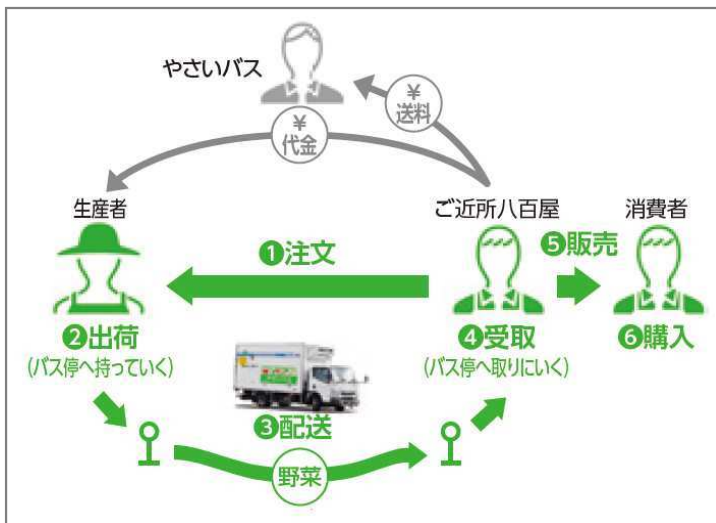 やさいバス
¥
送料
¥
代金
生産者
ご近所八百屋
消費者
❶注文
❺販売
❷出荷
(バス停へ持っていく)
❹受取
(バス停へ取りにいく)
❻購入
❸配送
野菜